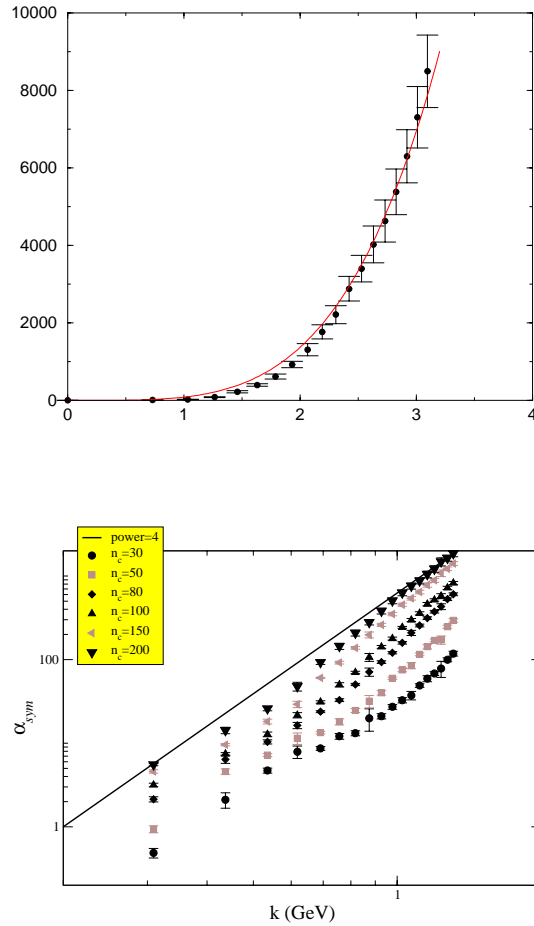 10000
8000
6000
4000
2000
0
0 1 2 3 4
power=4
n_c=30
n_c=50
n_c=80
n_c=100
n_c=150
n_c=200
100
1
α_sym
1
k (GeV)